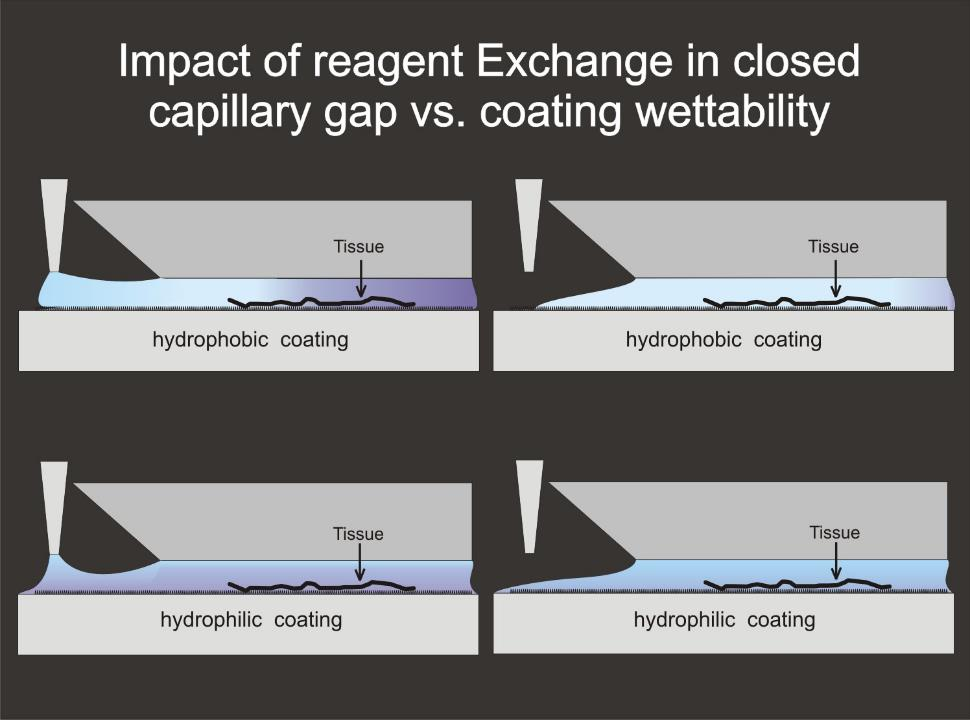 Impact of reagent Exchange in closed
capillary gap vs. coating wettability
Tissue
Tissue
hydrophobic coating
hydrophobic coating
Tissue
Tissue
hydrophilic coating
hydrophilic coating